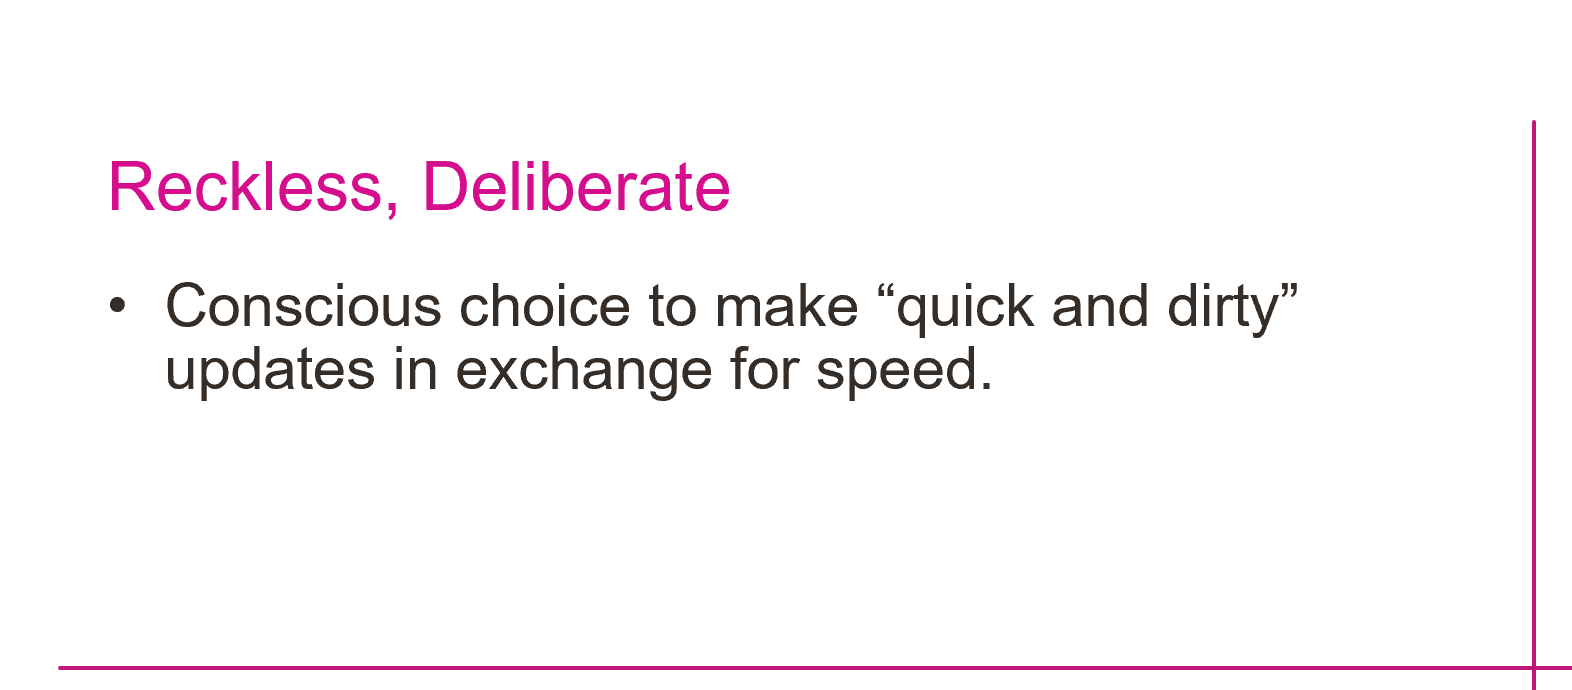 Reckless, Deliberate
• Conscious choice to make “quick and dirty”
updates in exchange for speed.